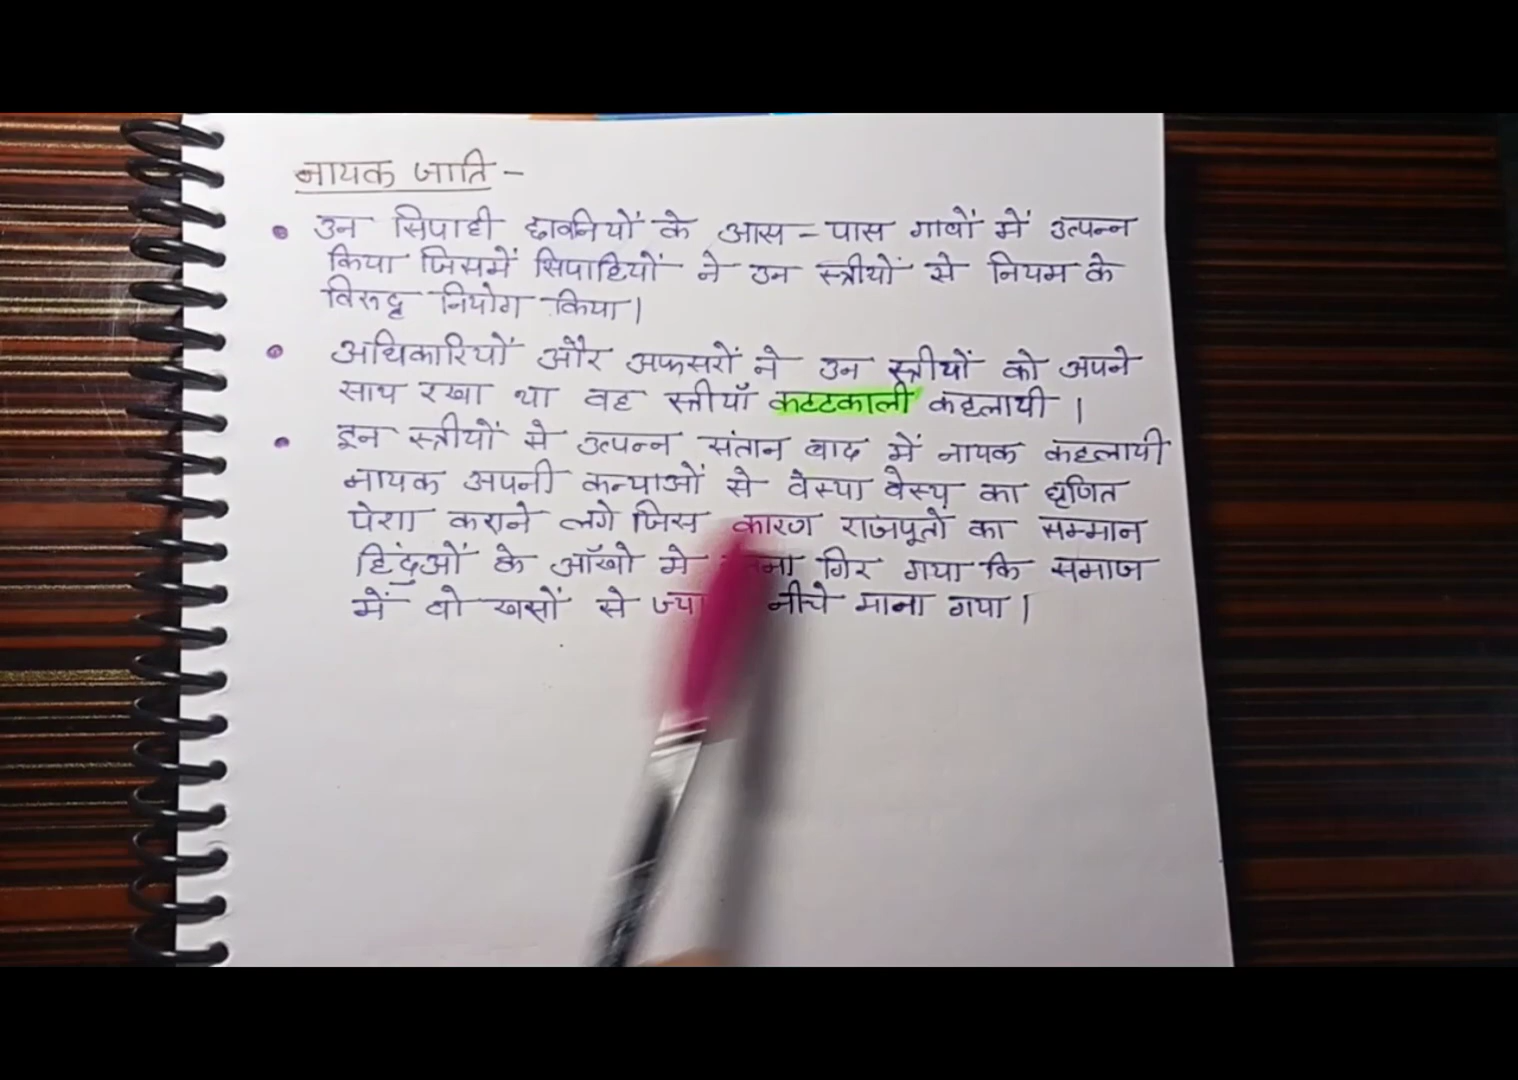 नायक जाति -
• उन सिपाही छावनियों के आस-पास गावों में उत्पन्न
किया जिसमें सिपाहियों ने उन स्त्रीयों से नियम के
विरुद्ध नियोग किया।
• अधिकारियों और अफसरों ने उन स्त्रीयों को अपने
साथ रखा था वह स्त्रीयाँ कटटकाली कहलायी।
• इन स्त्रीयों से उत्पन्न संतान बाद में नायक कहलायी
नायक अपनी कन्याओं से वेस्या वेस्य का घृणित
पेशा कराने लगे जिस कारण राजपूतो का सम्मान
हिंदुओं के आँखो मे गिर गया कि समाज
में वो खसों से नीचे माना गया।